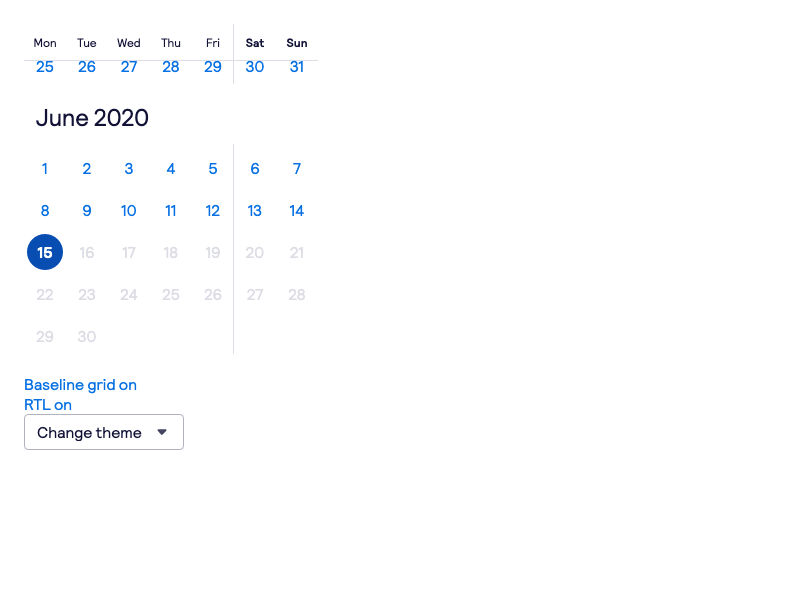 Mon Tue Wed Thu Fri Sat Sun
25 26 27 28 29 30 31
June 2020
1 2 3 4 5 6 7
8 9 10 11 12 13 14
15 16 17 18 19 20 21
22 23 24 25 26 27 28
29 30
Baseline grid on
RTL on
Change theme